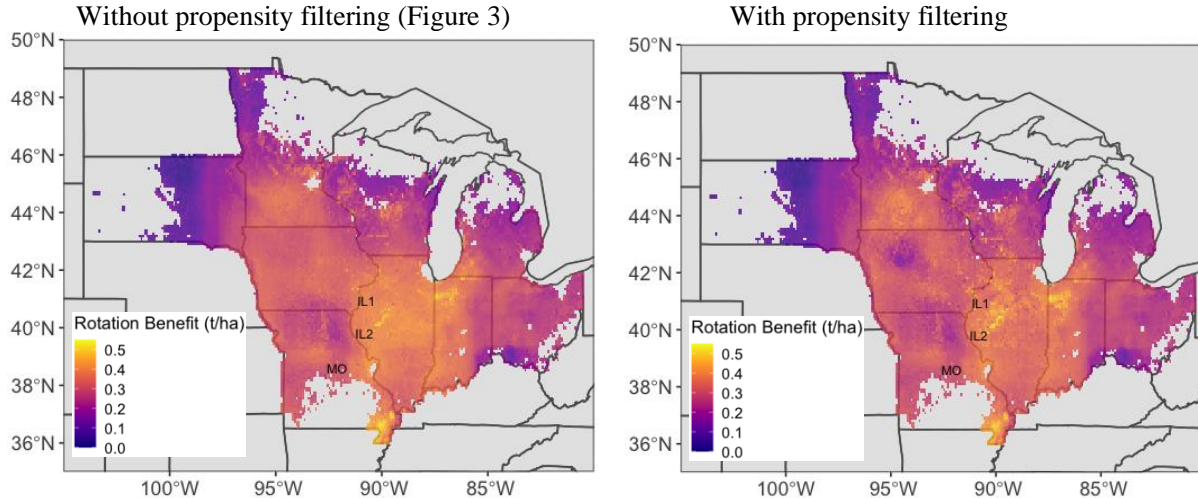 Without propensity filtering (Figure 3)
50°N
48°N
46°N
44°N
42°N
40°N
38°N
36°N
IL1
IL2
MO
Rotation Benefit (t/ha)
0.5
0.4
0.3
0.2
0.1
0.0
100°W 95°W 90°W 85°W
With propensity filtering
50°N
48°N
46°N
44°N
42°N
40°N
38°N
36°N
IL1
IL2
MO
Rotation Benefit (t/ha)
0.5
0.4
0.3
0.2
0.1
0.0
100°W 95°W 90°W 85°W